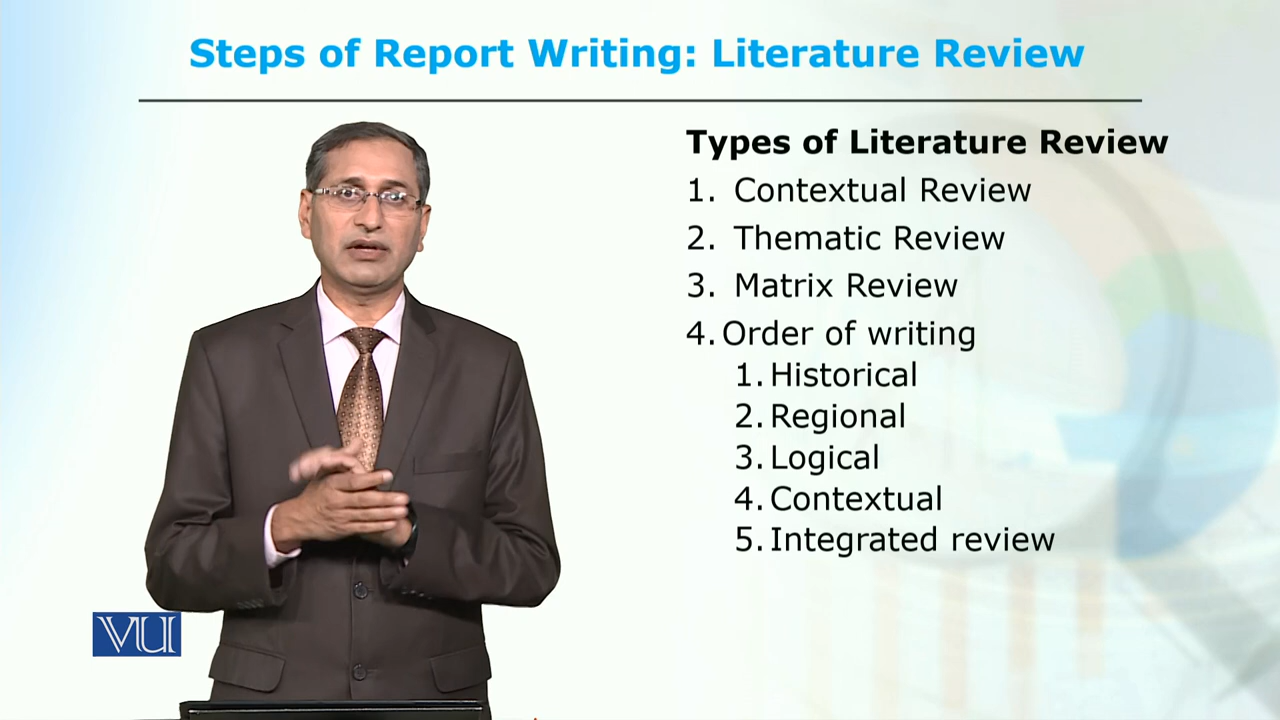 Steps of Report Writing: Literature Review
Types of Literature Review
1. Contextual Review
2. Thematic Review
3. Matrix Review
4. Order of writing
1. Historical
2. Regional
3. Logical
4. Contextual
5. Integrated review
VU